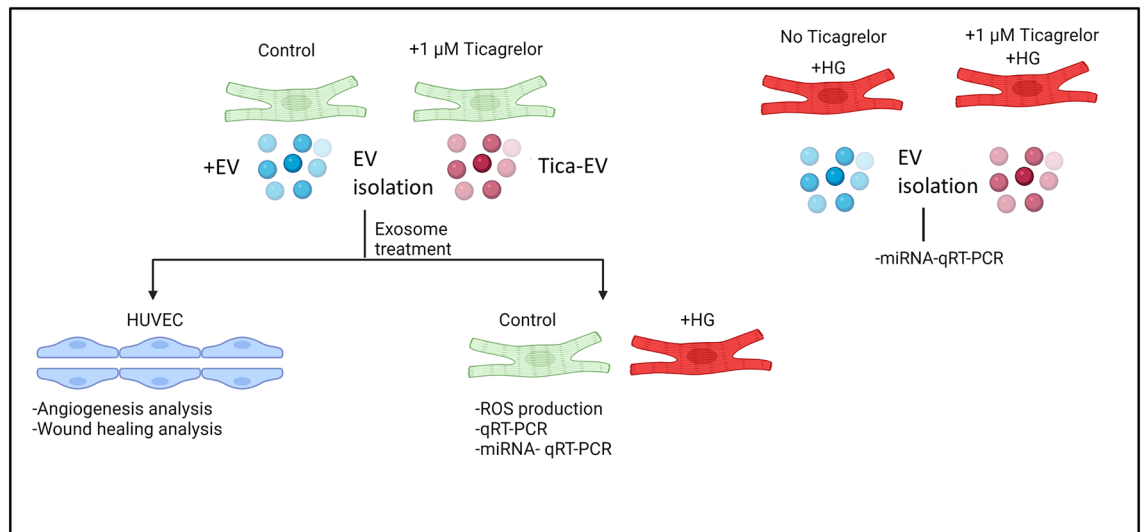 Control
+1 µM Ticagrelor
+EV
EV
isolation
Tica-EV
Exosome
treatment
HUVEC
-Angiogenesis analysis
-Wound healing analysis
Control
+HG
-ROS production
-qRT-PCR
-miRNA- qRT-PCR
No Ticagrelor
+HG
+1 µM Ticagrelor
+HG
EV
isolation
-miRNA-qRT-PCR